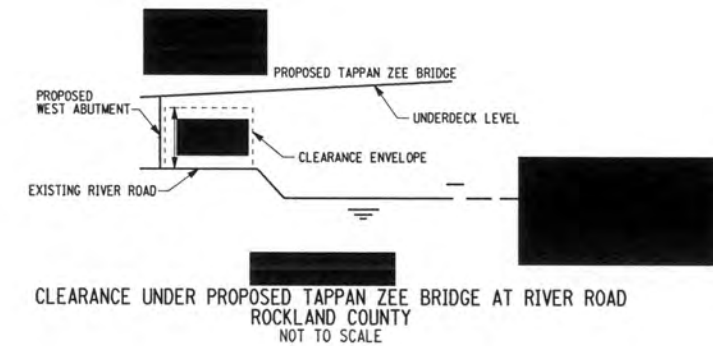 PROPOSED TAPPAN ZEE BRIDGE
PROPOSED
WEST ABUTMENT
UNDERDECK LEVEL
CLEARANCE ENVELOPE
EXISTING RIVER ROAD
CLEARANCE UNDER PROPOSED TAPPAN ZEE BRIDGE AT RIVER ROAD
ROCKLAND COUNTY
NOT TO SCALE